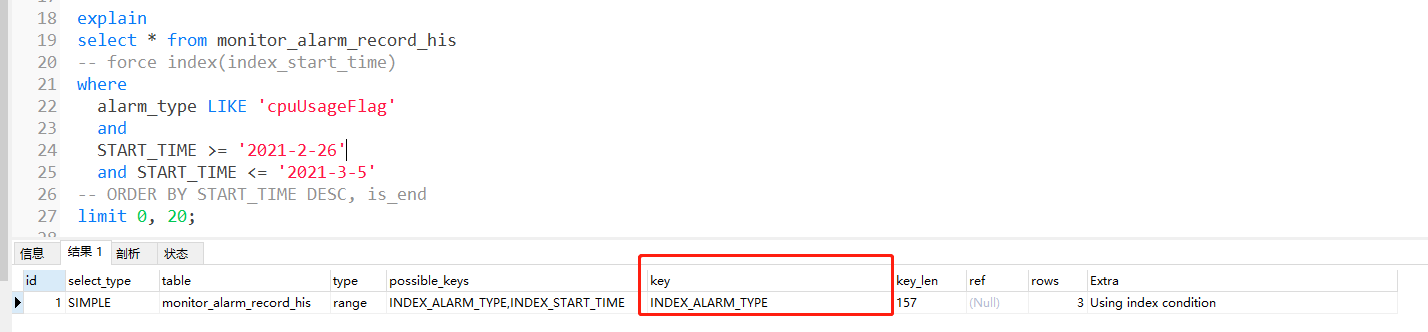 18 explain
19 select * from monitor_alarm_record_his
20 -- force index(index_start_time)
21 where
22 alarm_type LIKE 'cpuUsageFlag'
23 and
24 START_TIME >= '2021-2-26'
25 and START_TIME <= '2021-3-5'
26 -- ORDER BY START_TIME DESC, is_end
27 limit 0, 20;
信息 结果 1 剖析 状态
id select_type table type possible_keys key key_len ref rows Extra
1 SIMPLE monitor_alarm_record_his range INDEX_ALARM_TYPE,INDEX_START_TIME INDEX_ALARM_TYPE 157 (Null) 3 Using index condition